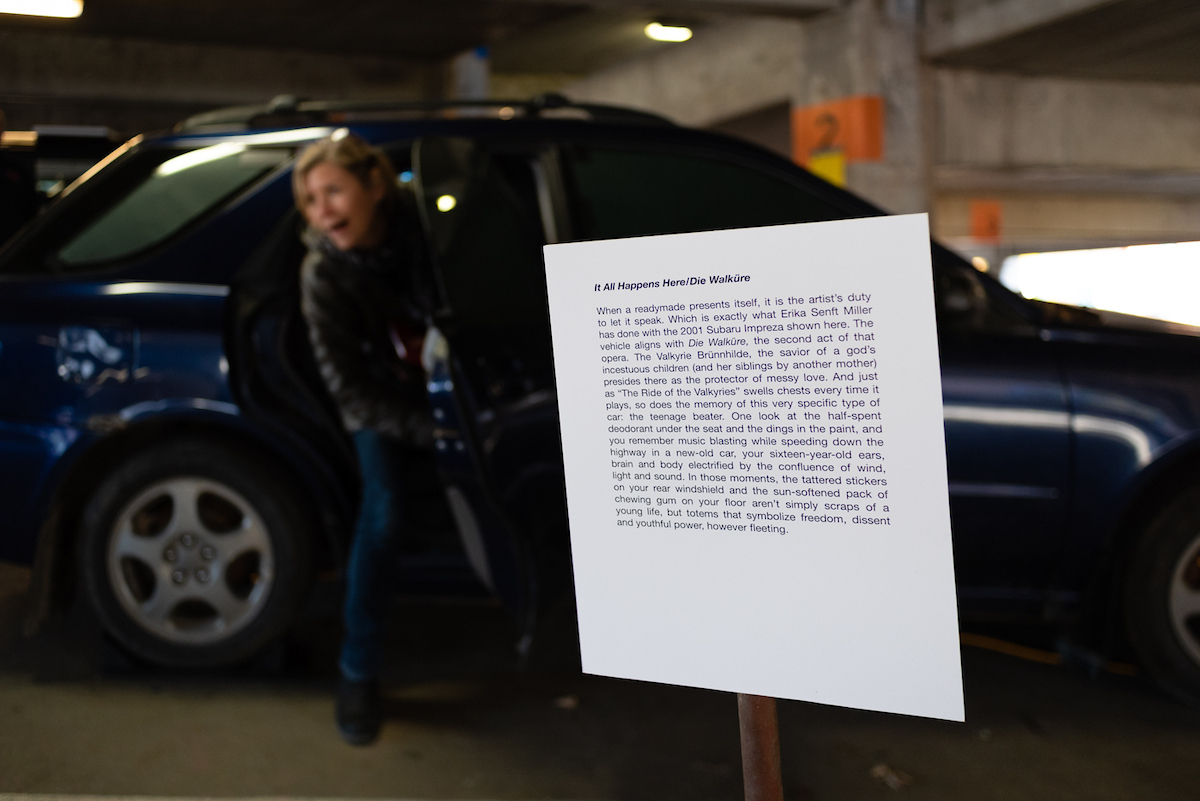 It All Happens Here/Die Walküre
When a readymade presents itself, it is the artist's duty
to let it speak. Which is exactly what Erika Senft Miller
has done with the 2001 Subaru Impreza shown here. The
vehicle aligns with Die Walküre, the second act of that
opera. The Valkyrie Brünnhilde, the savior of a god's
incestuous children (and her siblings by another mother)
presides there as the protector of messy love. And just
as “The Ride of the Valkyries” swells chests every time it
plays, so does the memory of this very specific type of
car: the teenage beater. One look at the half-spent
deodorant under the seat and the dings in the paint, and
you remember music blasting while speeding down the
highway in a new-old car, your sixteen-year-old ears,
brain and body electrified by the confluence of wind,
light and sound. In those moments, the tattered stickers
on your rear windshield and the sun-softened pack of
chewing gum on your floor aren't simply scraps of a
young life, but totems that symbolize freedom, dissent
and youthful power, however fleeting.
2